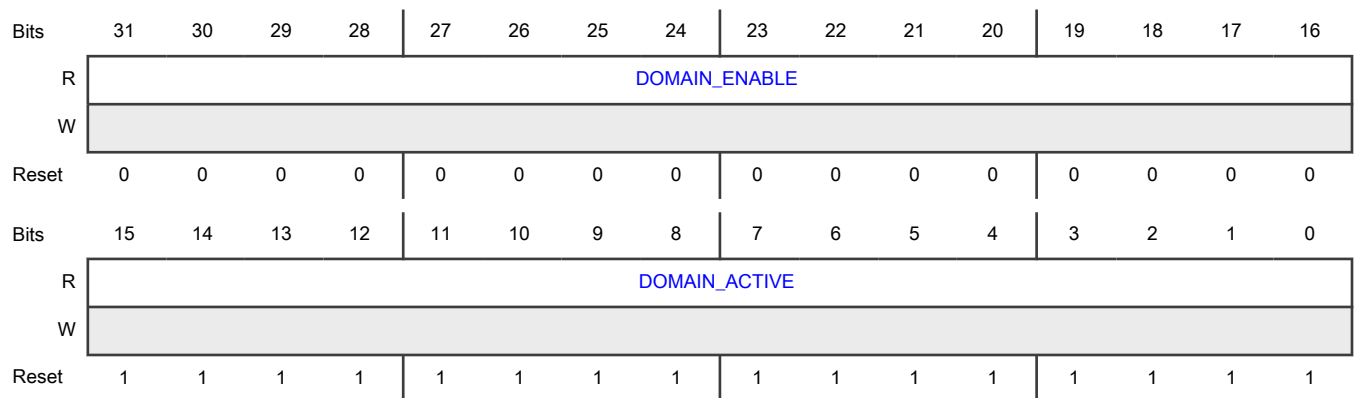 Bits 31 30 29 28 27 26 25 24 23 22 21 20 19 18 17 16
R DOMAIN_ENABLE
W
Reset 0 0 0 0 0 0 0 0 0 0 0 0 0 0 0 0
Bits 15 14 13 12 11 10 9 8 7 6 5 4 3 2 1 0
R DOMAIN_ACTIVE
W
Reset 1 1 1 1 1 1 1 1 1 1 1 1 1 1 1 1